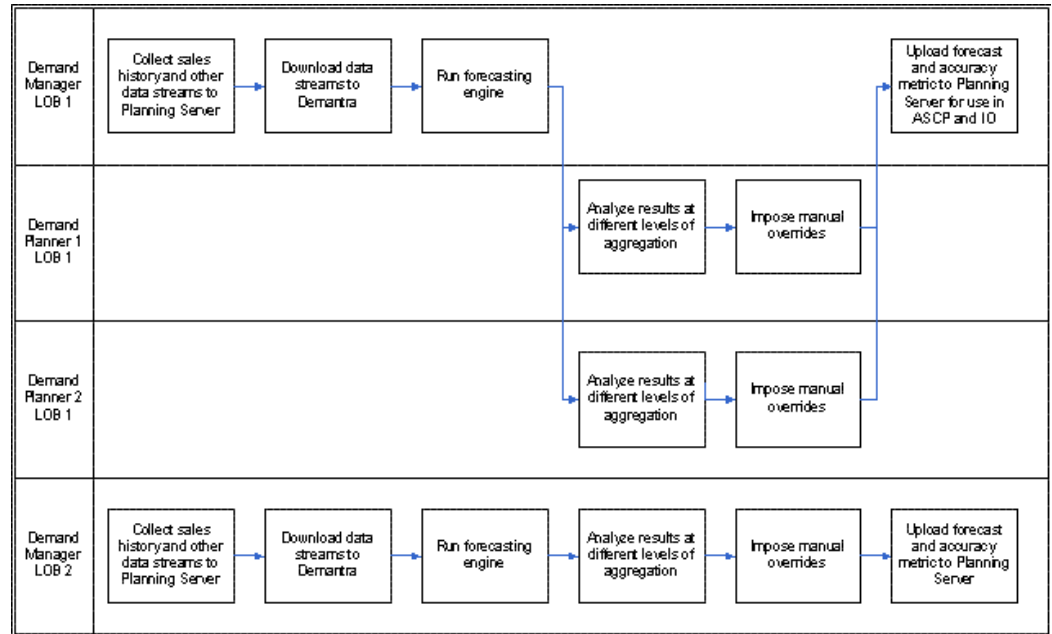 Demand
Manager
LOB 1
Collect sales
history and other
data streams to
Planning Server
Download data
streams to
Demantra
Run forecasting
engine
Upload forecast
and accuracy
metric to Planning
Server for use in
ASCP and IO
Demand
Planner 1
LOB 1
Analyze results at
different levels of
aggregation
Impose manual
overrides
Demand
Planner 2
LOB 1
Analyze results at
different levels of
aggregation
Impose manual
overrides
Demand
Manager
LOB 2
Collect sales
history and other
data streams to
Planning Server
Download data
streams to
Demantra
Run forecasting
engine
Analyze results at
different levels of
aggregation
Impose manual
overrides
Upload forecast
and accuracy
metric to Planning
Server